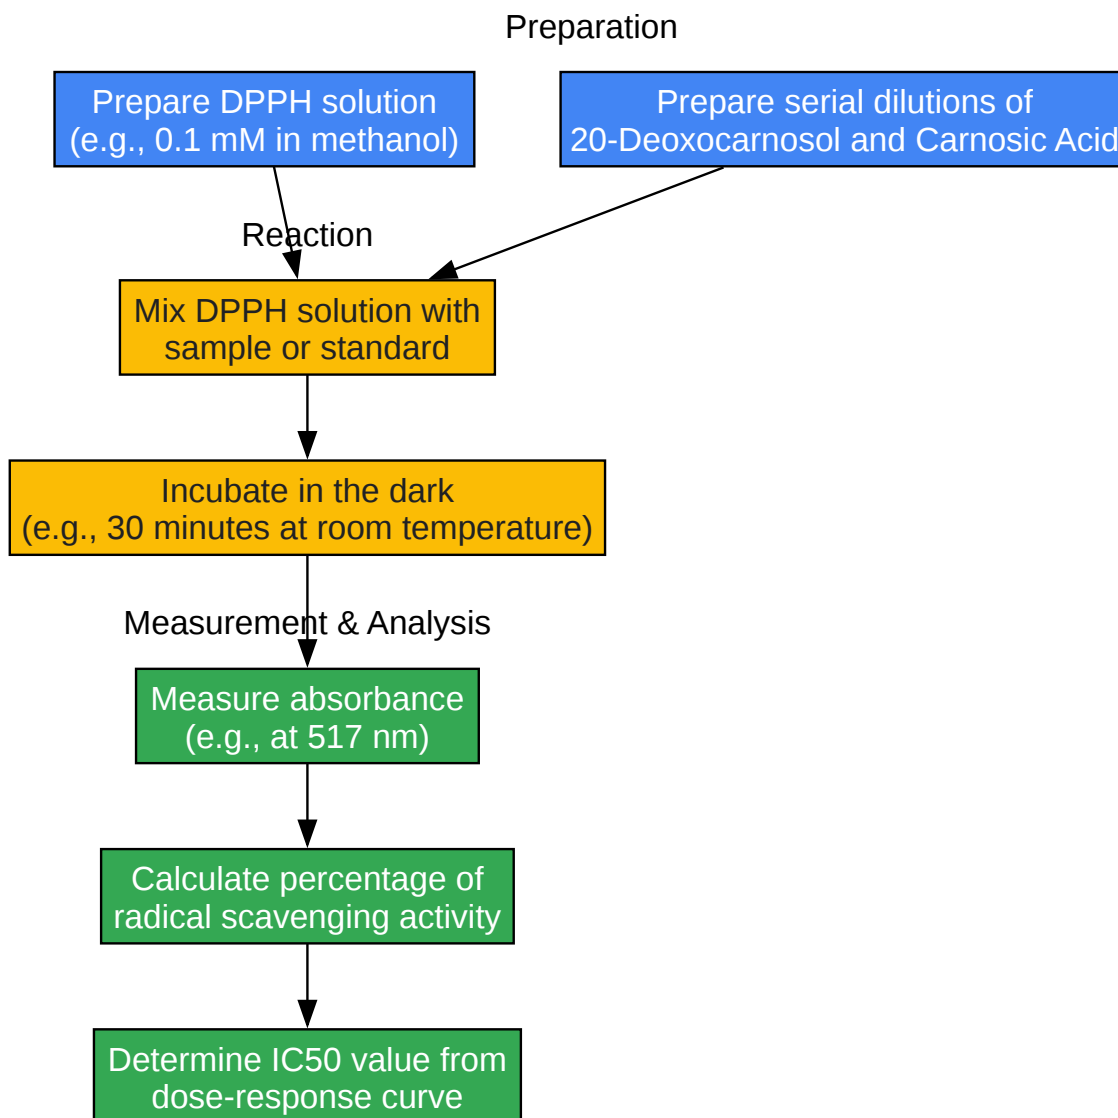 Preparation
Prepare DPPH solution
(e.g., 0.1 mM in methanol)
Prepare serial dilutions of
20-Deoxocarnosol and Carnosic Acid
Reaction
Mix DPPH solution with
sample or standard
Incubate in the dark
(e.g., 30 minutes at room temperature)
Measurement & Analysis
Measure absorbance
(e.g., at 517 nm)
Calculate percentage of
radical scavenging activity
Determine IC50 value from
dose-response curve